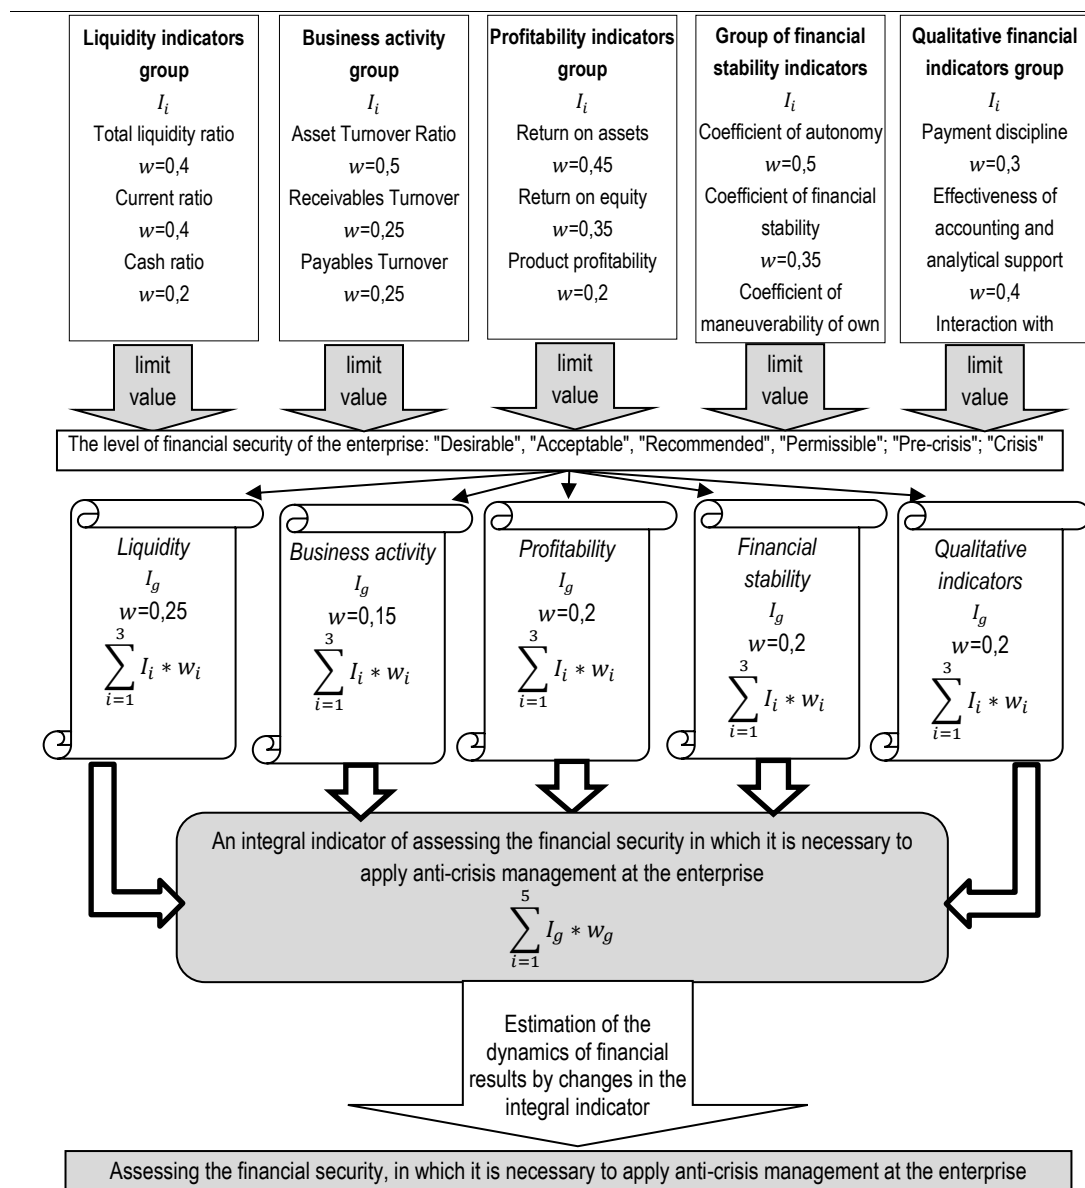 Liquidity indicators
group
I_i
Total liquidity ratio
w=0,4
Current ratio
w=0,4
Cash ratio
w=0,2
Business activity
group
I_i
Asset Turnover Ratio
w=0,5
Receivables Turnover
w=0,25
Payables Turnover
w=0,25
Profitability indicators
group
I_i
Return on assets
w=0,45
Return on equity
w=0,35
Product profitability
w=0,2
Group of financial
stability indicators
I_i
Coefficient of autonomy
w=0,5
Coefficient of financial
stability
w=0,35
Coefficient of
maneuverability of own
Qualitative financial
indicators group
I_i
Payment discipline
w=0,3
Effectiveness of
accounting and
analytical support
w=0,4
Interaction with
limit
value
limit
value
limit
value
limit
value
limit
value
The level of financial security of the enterprise: "Desirable", "Acceptable", "Recommended", "Permissible"; "Pre-crisis"; "Crisis"
Liquidity
I_g
w=0,25
3
∑ I_i * w_i
i=1
Business activity
I_g
w=0,15
3
∑ I_i * w_i
i=1
Profitability
I_g
w=0,2
3
∑ I_i * w_i
i=1
Financial
stability
I_g
w=0,2
3
∑ I_i * w_i
i=1
Qualitative
indicators
I_g
w=0,2
3
∑ I_i * w_i
i=1
An integral indicator of assessing the financial security in which it is necessary to
apply anti-crisis management at the enterprise
5
∑ I_g * w_g
i=1
Estimation of the
dynamics of financial
results by changes in the
integral indicator
Assessing the financial security, in which it is necessary to apply anti-crisis management at the enterprise